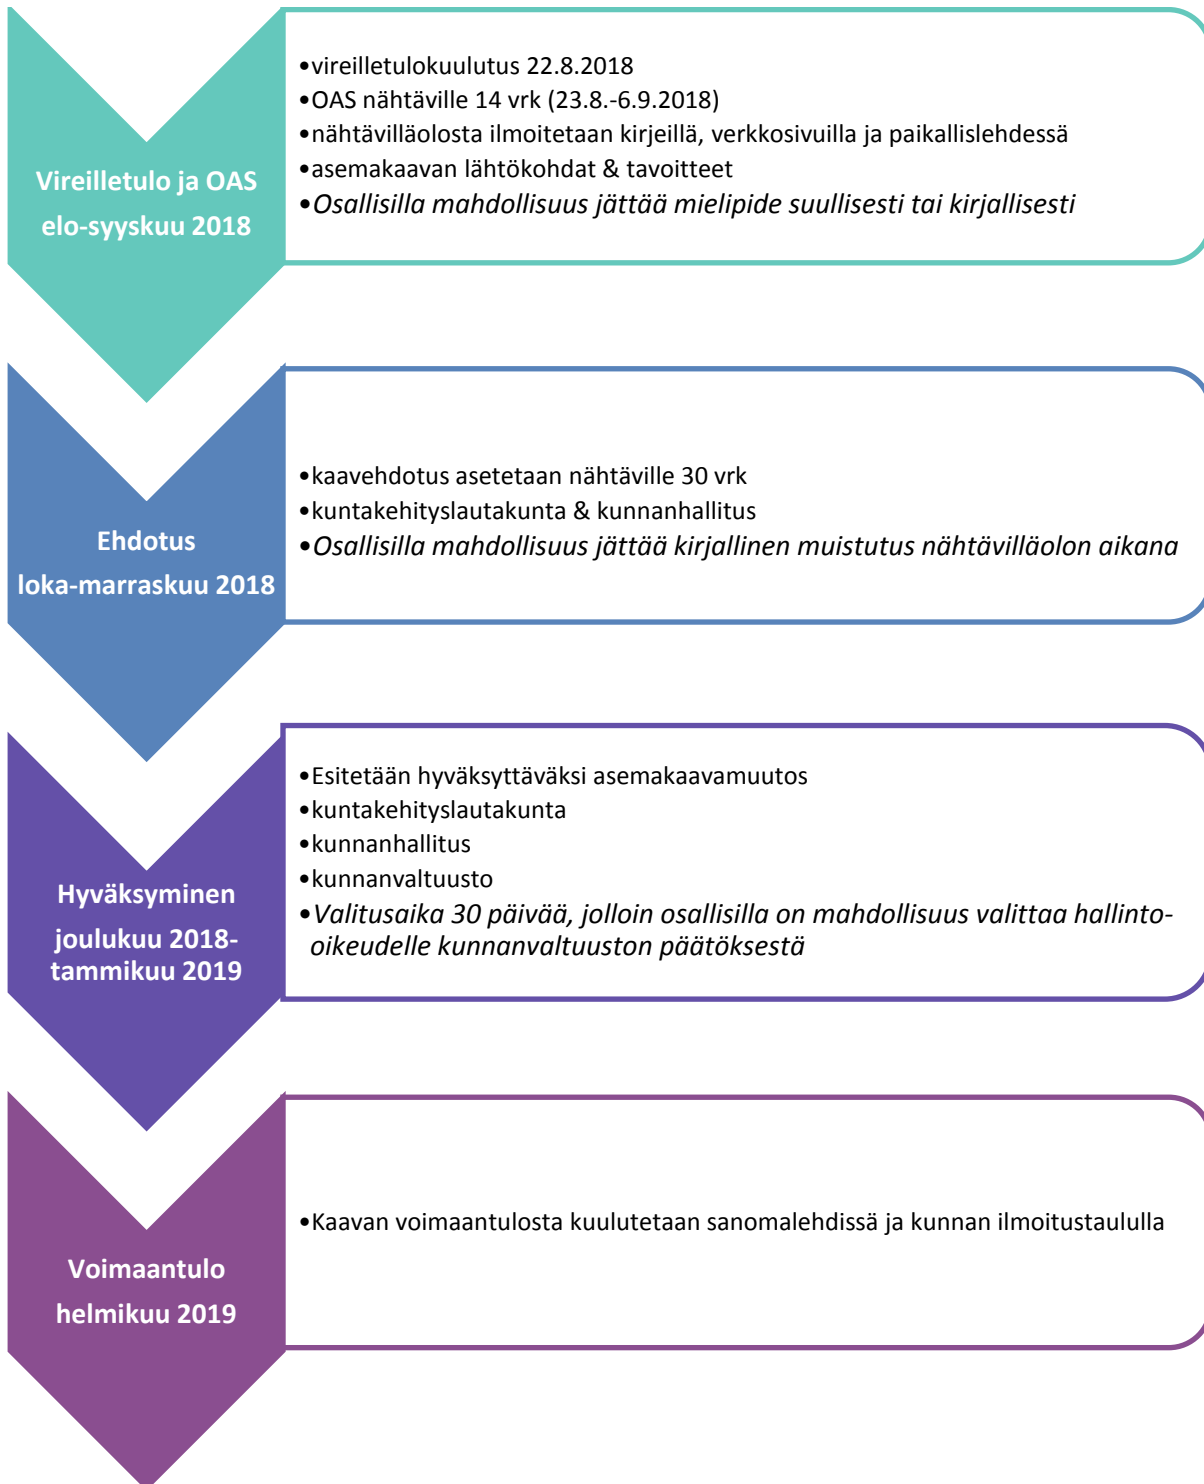 Vireilletulo ja OAS
elo-syyskuu 2018
•vireilletulokuulutus 22.8.2018
•OAS nähtäville 14 vrk (23.8.-6.9.2018)
•nähtävilläolosta ilmoitetaan kirjeillä, verkkosivuilla ja paikallislehdessä
•asemakaavan lähtökohdat & tavoitteet
•Osallisilla mahdollisuus jättää mielipide suullisesti tai kirjallisesti
Ehdotus
loka-marraskuu 2018
•kaavehdotus asetetaan nähtäville 30 vrk
•kuntakehityslautakunta & kunnanhallitus
•Osallisilla mahdollisuus jättää kirjallinen muistutus nähtävilläolon aikana
Hyväksyminen
joulukuu 2018-
tammikuu 2019
•Esitetään hyväksyttäväksi asemakaavamuutos
•kuntakehityslautakunta
•kunnanhallitus
•kunnanvaltuusto
•Valitusaika 30 päivää, jolloin osallisilla on mahdollisuus valittaa hallinto-
oikeudelle kunnanvaltuuston päätöksestä
Voimaantulo
helmikuu 2019
•Kaavan voimaantulosta kuulutetaan sanomalehdissä ja kunnan ilmoitustaululla